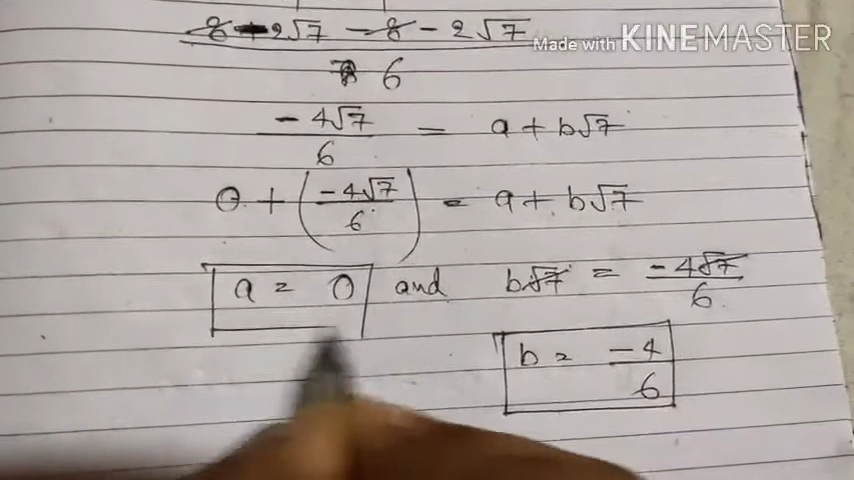 8 - 2√7 - 8 - 2√7
Made with KINEMASTER
6
- 4√7 = a + b√7
6
0 + ( -4√7 ) = a + b√7
6
a = 0 and b√7 = -4√7
6
b = -4
6